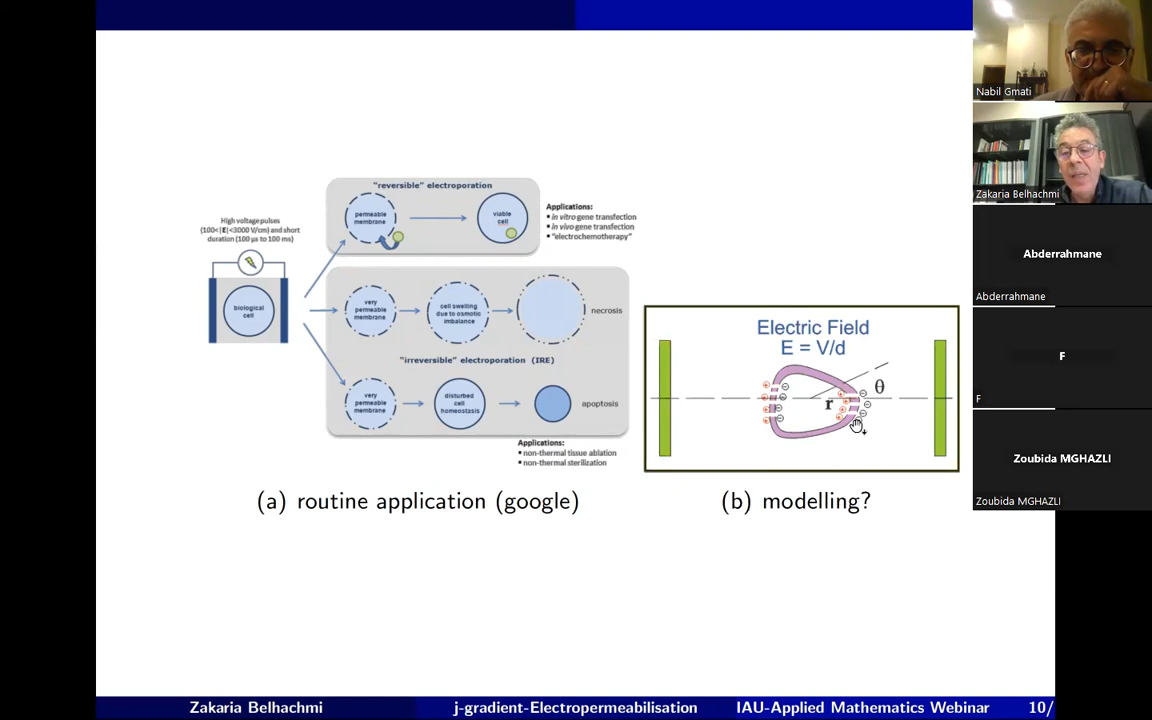 "reversible" electroporation
High voltage pulses
(100<|E|<3000 V/cm) and short
duration (100 µs to 100 ms)
biological
cell
permeable
membrane
viable
cell
Applications:
▪ in vitro gene transfection
▪ in vivo gene transfection
▪ "electrochemotherapy"
very
permeable
membrane
cell swelling
due to osmotic
imbalance
necrosis
"irreversible" electroporation (IRE)
very
permeable
membrane
disturbed
cell
homeostasis
apoptosis
Applications:
▪ non-thermal tissue ablation
▪ non-thermal sterilization
Electric Field
E = V/d
θ
r
(a) routine application (google)
(b) modelling?
Zakaria Belhachmi
j-gradient-Electropermeabilisation
IAU-Applied Mathematics Webinar
10/
Nabil Gmati
Zakaria Belhachmi
Abderrahmane
Abderrahmane
F
F
Zoubida MGHAZLI
Zoubida MGHAZLI